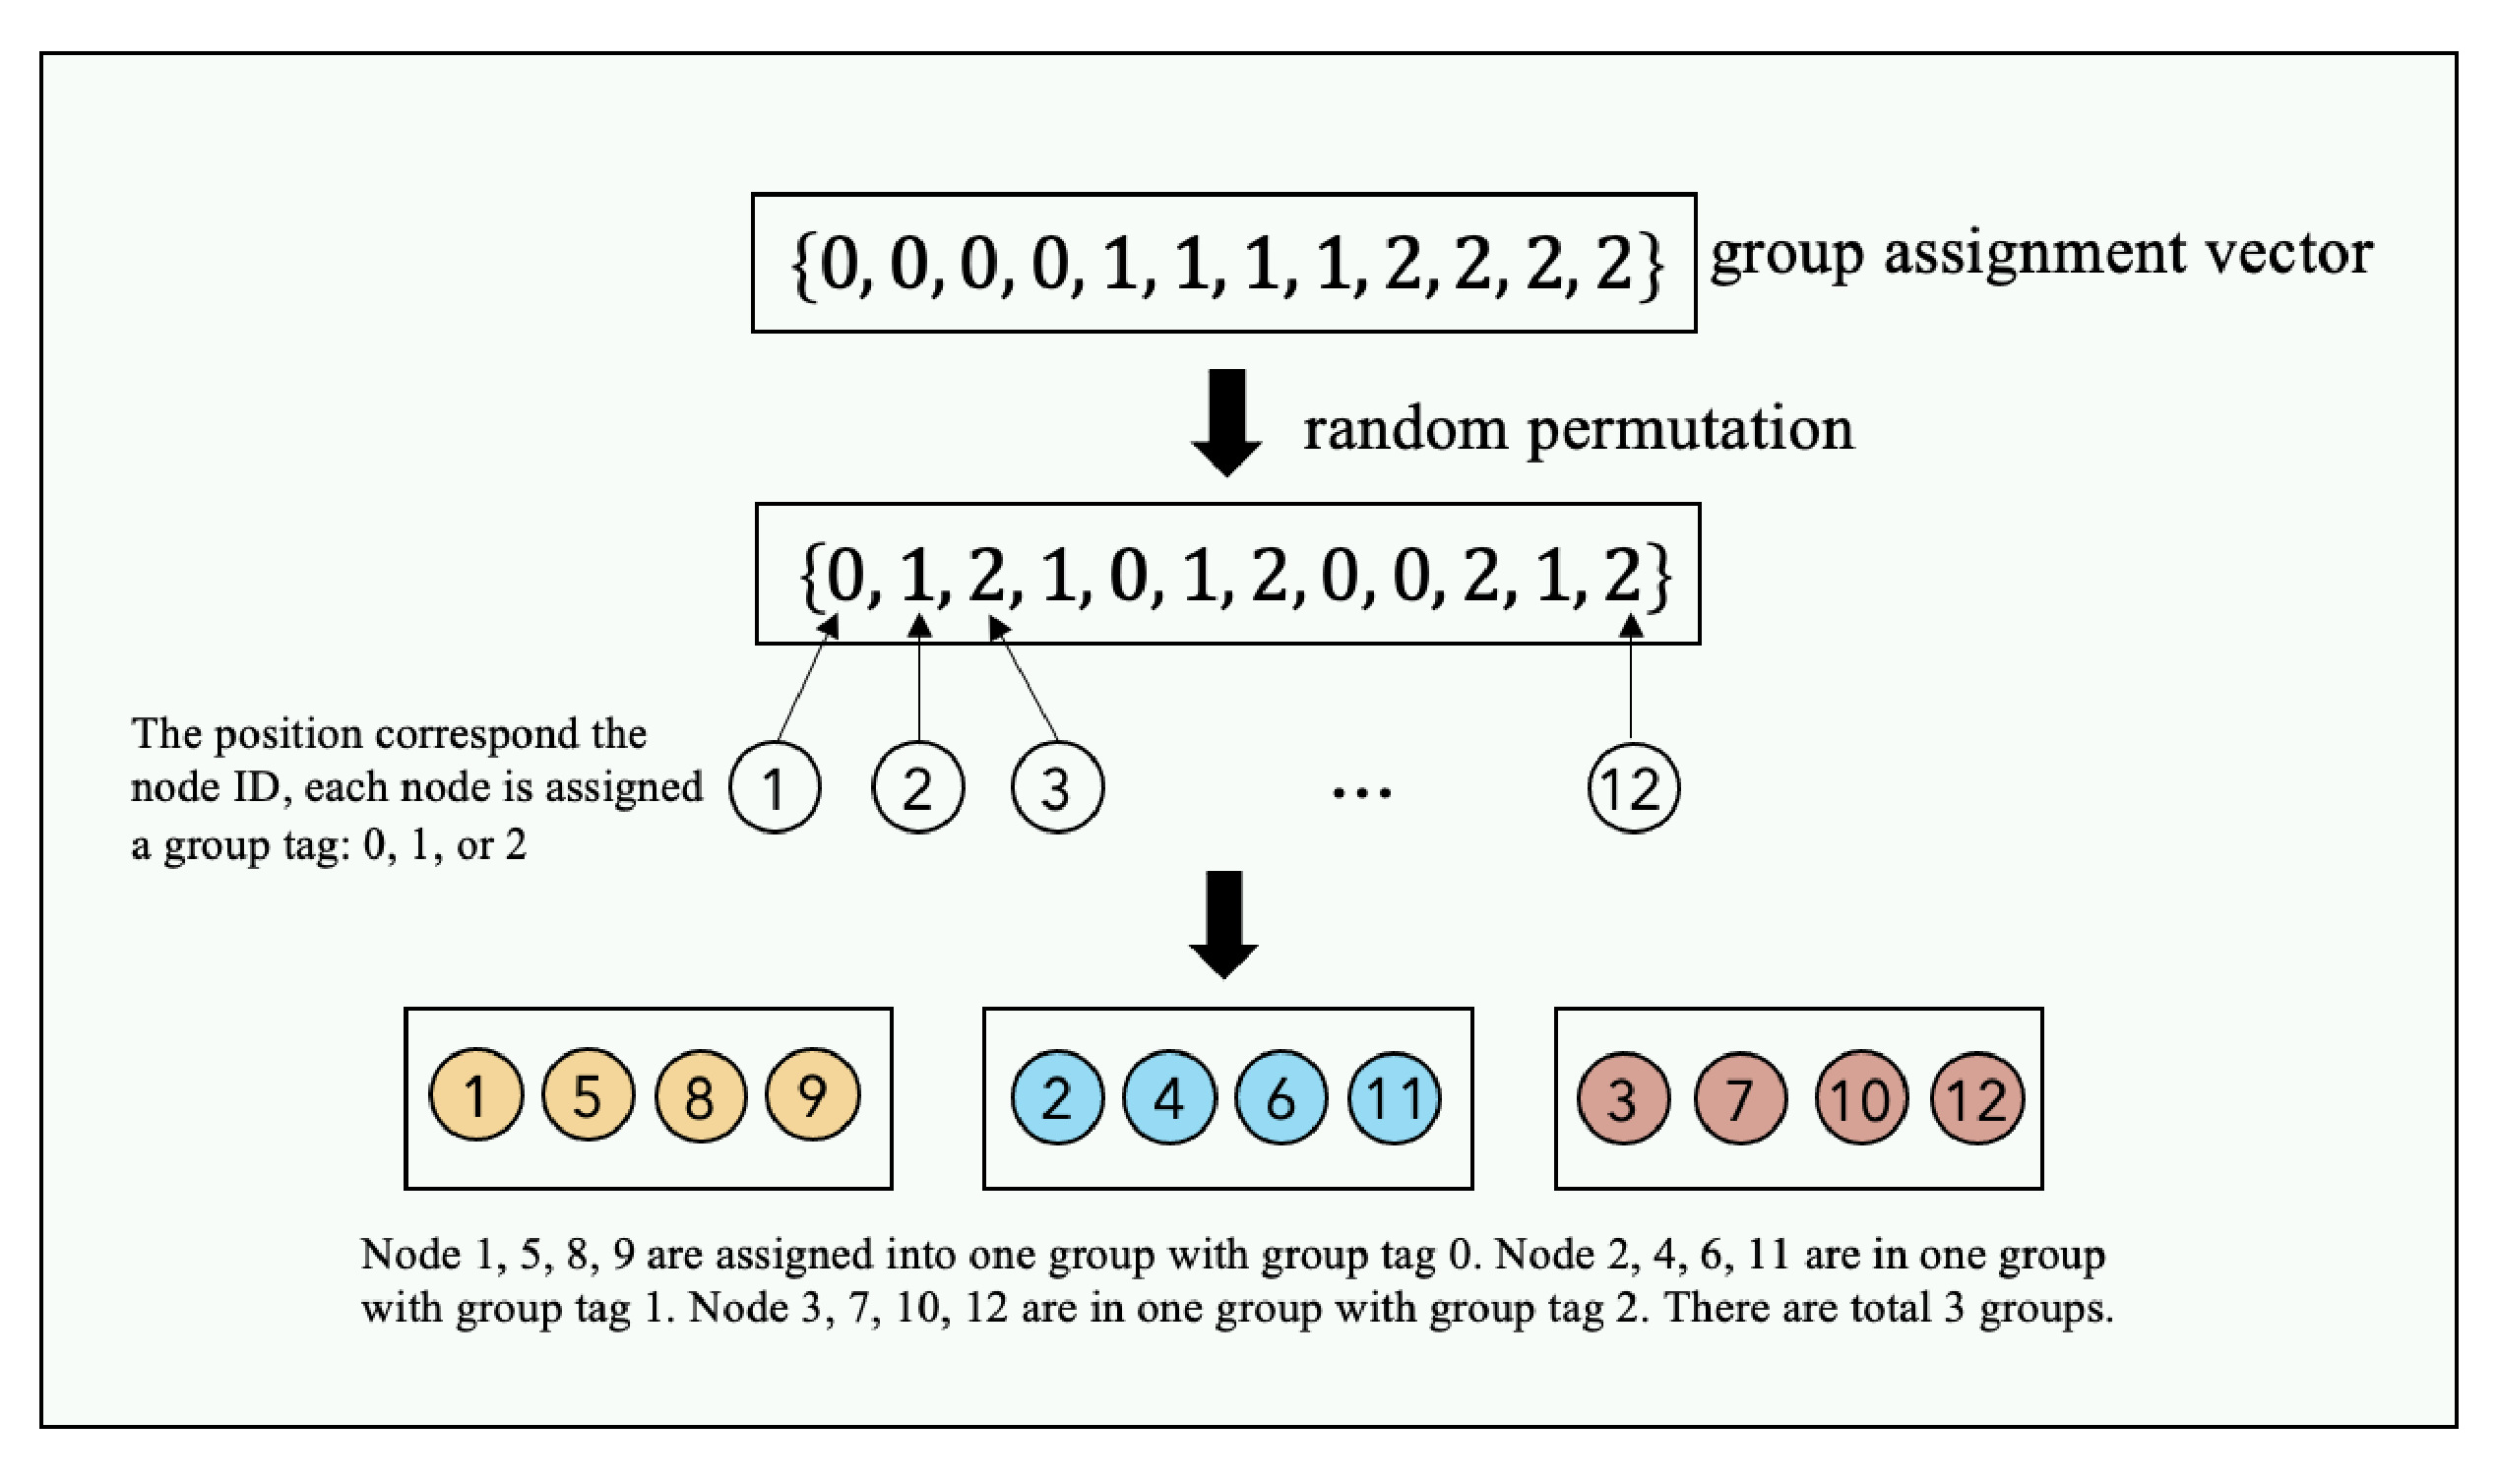 {0, 0, 0, 0, 1, 1, 1, 1, 2, 2, 2, 2}
group assignment vector
random permutation
{0, 1, 2, 1, 0, 1, 2, 0, 0, 2, 1, 2}
The position correspond the
node ID, each node is assigned
a group tag: 0, 1, or 2
1 2 3 ... 12
1 5 8 9
2 4 6 11
3 7 10 12
Node 1, 5, 8, 9 are assigned into one group with group tag 0. Node 2, 4, 6, 11 are in one group
with group tag 1. Node 3, 7, 10, 12 are in one group with group tag 2. There are total 3 groups.